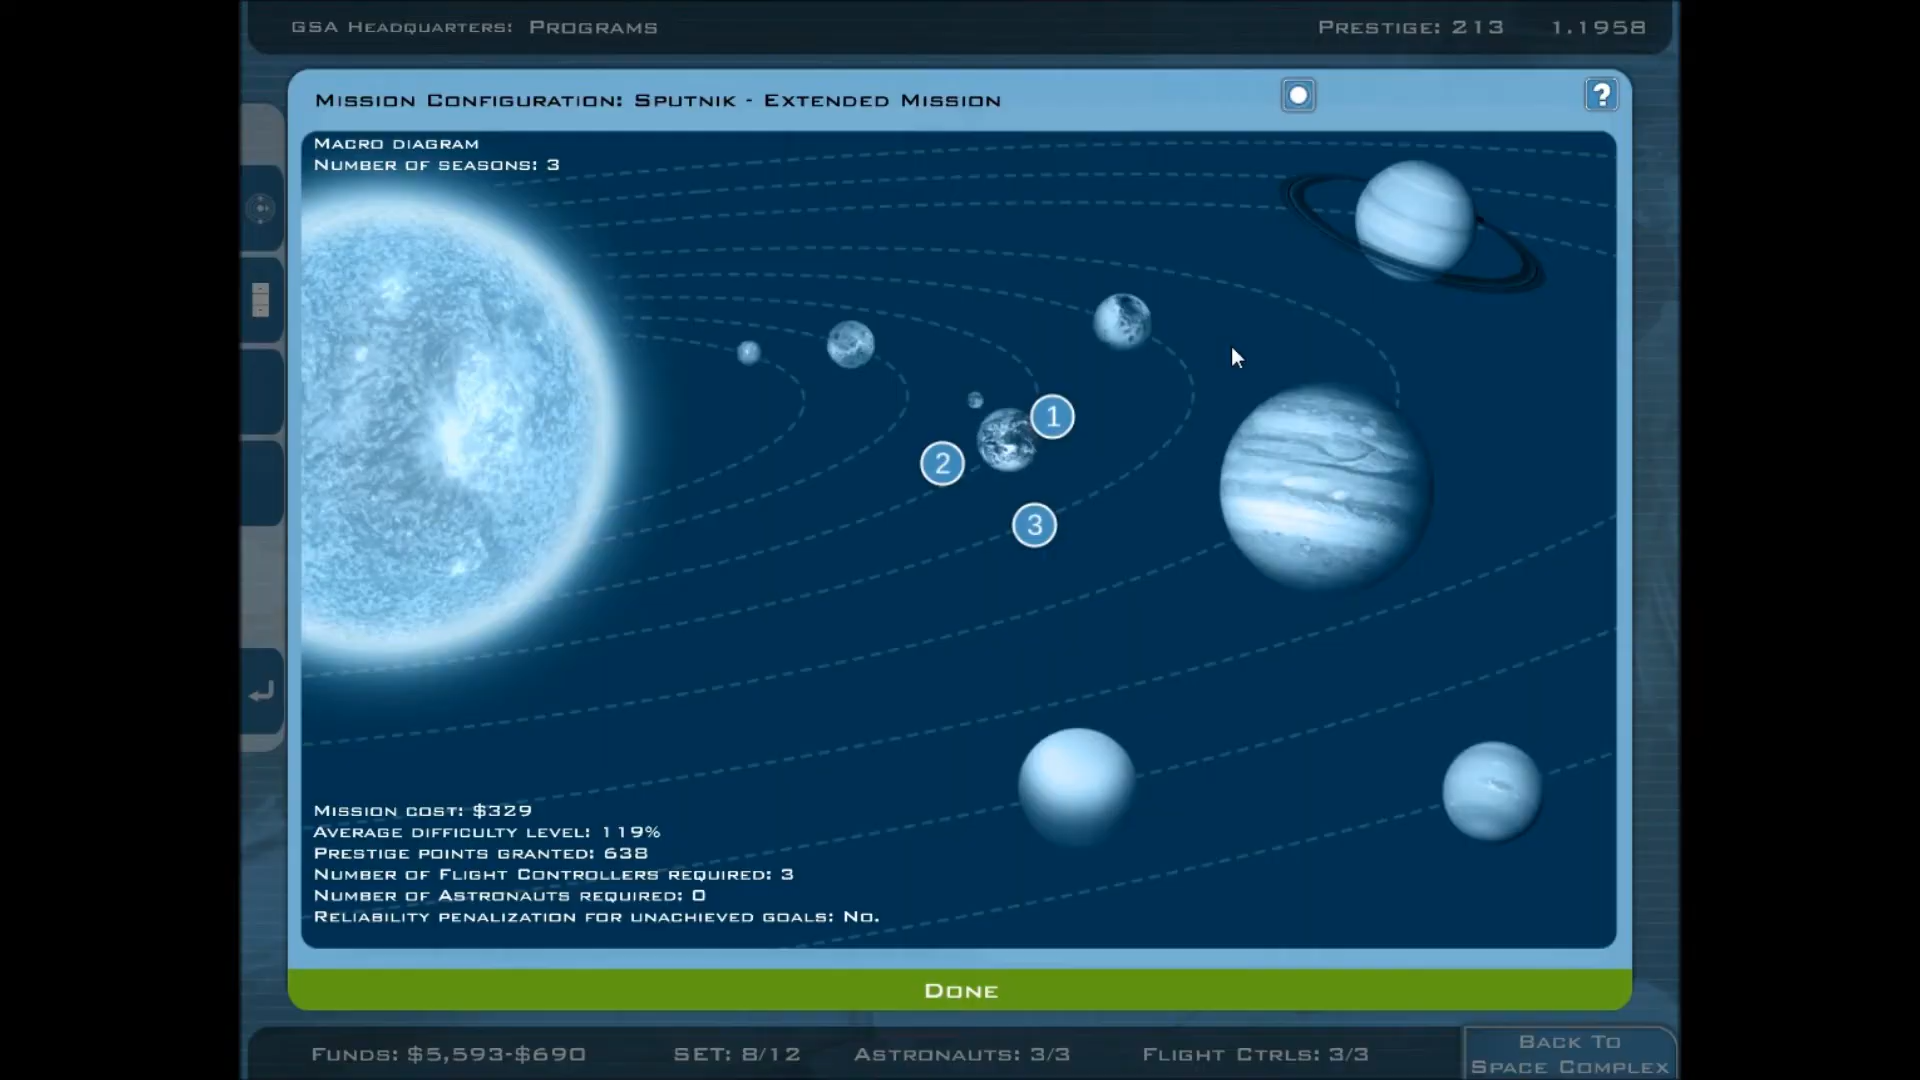 GSA Headquarters: Programs
Prestige: 213
1.1958
Mission Configuration: Sputnik - Extended Mission
?
Macro diagram
Number of seasons: 3
1
2
3
Mission cost: $329
Average difficulty level: 119%
Prestige points granted: 638
Number of Flight Controllers required: 3
Number of Astronauts required: 0
Reliability penalization for unachieved goals: No.
Done
Funds: $5,593-$690
SET: 8/12
Astronauts: 3/3
Flight Ctrls: 3/3
Back To
Space Complex